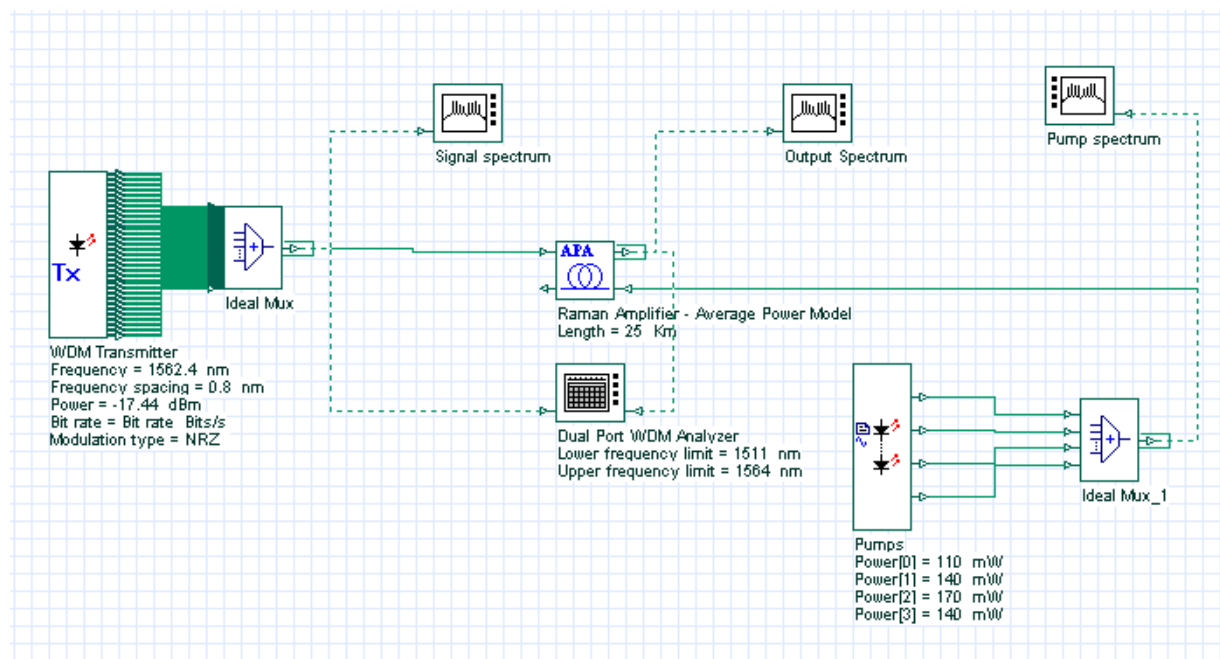 Signal spectrum
Output Spectrum
Pump spectrum
Tx
Ideal Mux
APA
Raman Amplifier - Average Power Model
Length = 25 Km
WDM Transmitter
Frequency = 1562.4 nm
Frequency spacing = 0.8 nm
Power = -17.44 dBm
Bit rate = Bit rate Bits/s
Modulation type = NRZ
Dual Port WDM Analyzer
Lower frequency limit = 1511 nm
Upper frequency limit = 1564 nm
Ideal Mux_1
Pumps
Power[0] = 110 mW
Power[1] = 140 mW
Power[2] = 170 mW
Power[3] = 140 mW